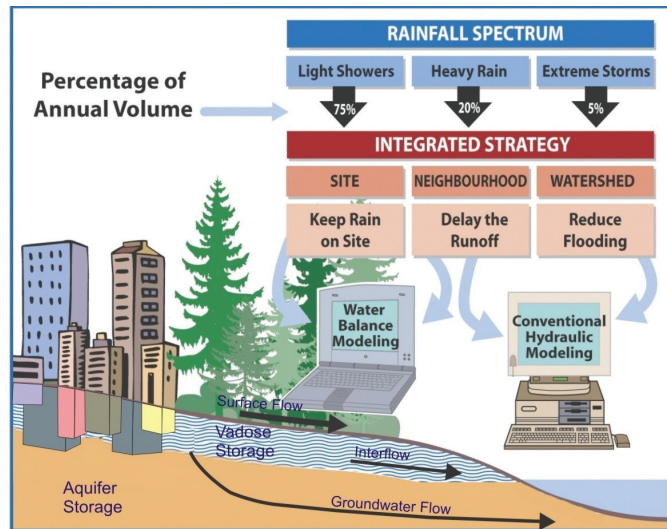 RAINFALL SPECTRUM
Light Showers
Heavy Rain
Extreme Storms
Percentage of
Annual Volume
75%
20%
5%
INTEGRATED STRATEGY
SITE
NEIGHBOURHOOD
WATERSHED
Keep Rain
on Site
Delay the
Runoff
Reduce
Flooding
Water
Balance
Modeling
Conventional
Hydraulic
Modeling
Surface Flow
Vadose
Storage
Interflow
Aquifer
Storage
Groundwater Flow